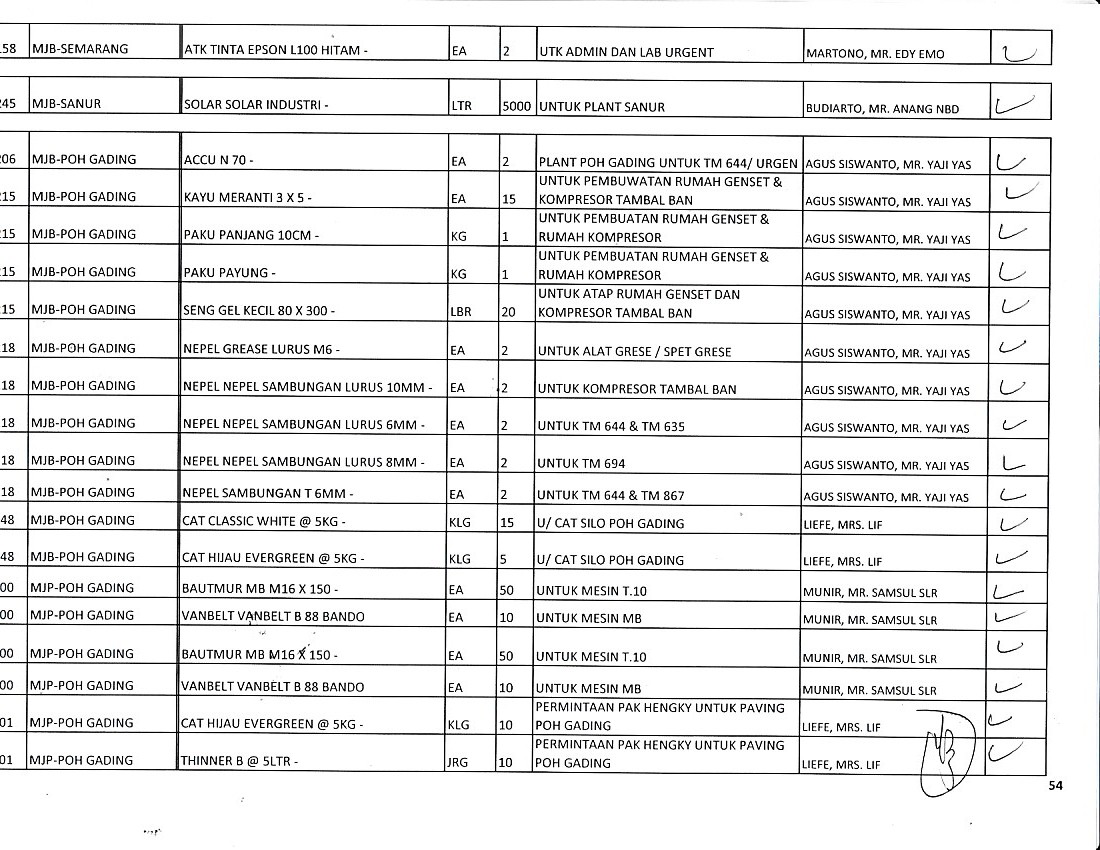 158 MJB-SEMARANG ATK TINTA EPSON L100 HITAM - EA 2 UTK ADMIN DAN LAB URGENT MARTONO, MR. EDY EMO
245 MJB-SANUR SOLAR SOLAR INDUSTRI - LTR 5000 UNTUK PLANT SANUR BUDIARTO, MR. ANANG NBD
206 MJB-POH GADING ACCU N 70 - EA 2 PLANT POH GADING UNTUK TM 644/ URGEN AGUS SISWANTO, MR. YAJI YAS
UNTUK PEMBUWATAN RUMAH GENSET &
215 MJB-POH GADING KAYU MERANTI 3 X 5 - EA 15 KOMPRESOR TAMBAL BAN AGUS SISWANTO, MR. YAJI YAS
UNTUK PEMBUATAN RUMAH GENSET &
215 MJB-POH GADING PAKU PANJANG 10CM - KG 1 RUMAH KOMPRESOR AGUS SISWANTO, MR. YAJI YAS
UNTUK PEMBUATAN RUMAH GENSET &
215 MJB-POH GADING PAKU PAYUNG - KG 1 RUMAH KOMPRESOR AGUS SISWANTO, MR. YAJI YAS
UNTUK ATAP RUMAH GENSET DAN
215 MJB-POH GADING SENG GEL KECIL 80 X 300 - LBR 20 KOMPRESOR TAMBAL BAN AGUS SISWANTO, MR. YAJI YAS
18 MJB-POH GADING NEPEL GREASE LURUS M6 - EA 2 UNTUK ALAT GRESE / SPET GRESE AGUS SISWANTO, MR. YAJI YAS
18 MJB-POH GADING NEPEL NEPEL SAMBUNGAN LURUS 10MM - EA 2 UNTUK KOMPRESOR TAMBAL BAN AGUS SISWANTO, MR. YAJI YAS
18 MJB-POH GADING NEPEL NEPEL SAMBUNGAN LURUS 6MM - EA 2 UNTUK TM 644 & TM 635 AGUS SISWANTO, MR. YAJI YAS
18 MJB-POH GADING NEPEL NEPEL SAMBUNGAN LURUS 8MM - EA 2 UNTUK TM 694 AGUS SISWANTO, MR. YAJI YAS
18 MJB-POH GADING NEPEL SAMBUNGAN T 6MM - EA 2 UNTUK TM 644 & TM 867 AGUS SISWANTO, MR. YAJI YAS
48 MJB-POH GADING CAT CLASSIC WHITE @ 5KG - KLG 15 U/ CAT SILO POH GADING LIEFE, MRS. LIF
48 MJB-POH GADING CAT HIJAU EVERGREEN @ 5KG - KLG 5 U/ CAT SILO POH GADING LIEFE, MRS. LIF
00 MJP-POH GADING BAUTMUR MB M16 X 150 - EA 50 UNTUK MESIN T.10 MUNIR, MR. SAMSUL SLR
00 MJP-POH GADING VANBELT VANBELT B 88 BANDO EA 10 UNTUK MESIN MB MUNIR, MR. SAMSUL SLR
00 MJP-POH GADING BAUTMUR MB M16 X 150 - EA 50 UNTUK MESIN T.10 MUNIR, MR. SAMSUL SLR
00 MJP-POH GADING VANBELT VANBELT B 88 BANDO EA 10 UNTUK MESIN MB MUNIR, MR. SAMSUL SLR
PERMINTAAN PAK HENGKY UNTUK PAVING
01 MJP-POH GADING CAT HIJAU EVERGREEN @ 5KG - KLG 10 POH GADING LIEFE, MRS. LIF
PERMINTAAN PAK HENGKY UNTUK PAVING
01 MJP-POH GADING THINNER B @ 5LTR - JRG 10 POH GADING LIEFE, MRS. LIF
54